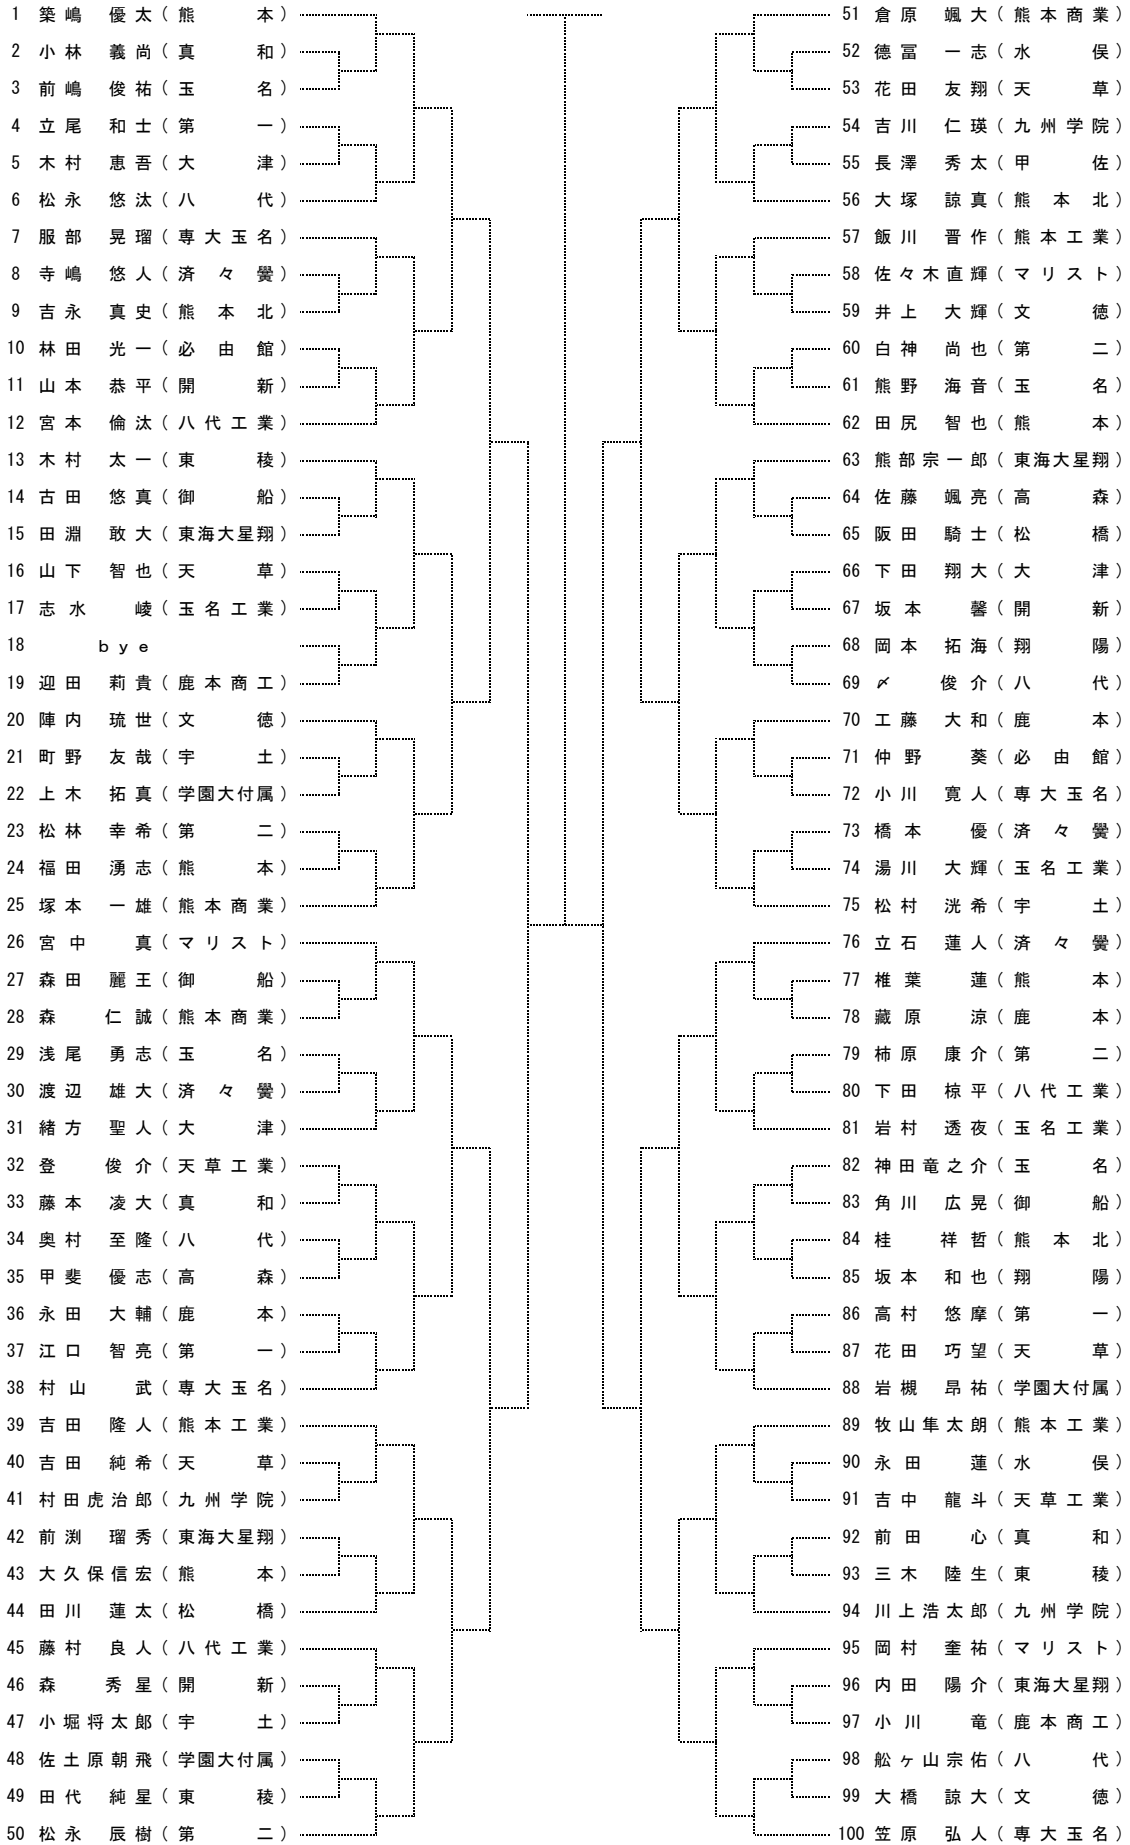 1 築嶋 優太（熊本）
2 小林 義尚（真和）
3 前嶋 俊祐（玉名）
4 立尾 和士（第一）
5 木村 恵吾（大津）
6 松永 悠汰（八代）
7 服部 晃瑠（専大玉名）
8 寺嶋 悠人（済々黌）
9 吉永 真史（熊本北）
10 林田 光一（必由館）
11 山本 恭平（開新）
12 宮本 倫汰（八代工業）
13 木村 太一（東稜）
14 古田 悠真（御船）
15 田淵 敢大（東海大星翔）
16 山下 智也（天草）
17 志水 崚（玉名工業）
18 ｂｙｅ
19 迎田 莉貴（鹿本商工）
20 陣内 琉世（文徳）
21 町野 友哉（宇土）
22 上木 拓真（学園大付属）
23 松林 幸希（第二）
24 福田 湧志（熊本）
25 塚本 一雄（熊本商業）
26 宮中 真（マリスト）
27 森田 麗王（御船）
28 森 仁誠（熊本商業）
29 浅尾 勇志（玉名）
30 渡辺 雄大（済々黌）
31 緒方 聖人（大津）
32 登 俊介（天草工業）
33 藤本 凌大（真和）
34 奥村 至隆（八代）
35 甲斐 優志（高森）
36 永田 大輔（鹿本）
37 江口 智亮（第一）
38 村山 武（専大玉名）
39 吉田 隆人（熊本工業）
40 吉田 純希（天草）
41 村田虎治郎（九州学院）
42 前渕 瑠秀（東海大星翔）
43 大久保信宏（熊本）
44 田川 蓮太（松橋）
45 藤村 良人（八代工業）
46 森 秀星（開新）
47 小堀将太郎（宇土）
48 佐土原朝飛（学園大付属）
49 田代 純星（東稜）
50 松永 辰樹（第二）
51 倉原 颯大（熊本商業）
52 德冨 一志（水俣）
53 花田 友翔（天草）
54 吉川 仁瑛（九州学院）
55 長澤 秀太（甲佐）
56 大塚 諒真（熊本北）
57 飯川 晋作（熊本工業）
58 佐々木直輝（マリスト）
59 井上 大輝（文徳）
60 白神 尚也（第二）
61 熊野 海音（玉名）
62 田尻 智也（熊本）
63 熊部宗一郎（東海大星翔）
64 佐藤 颯亮（高森）
65 阪田 騎士（松橋）
66 下田 翔大（大津）
67 坂本 馨（開新）
68 岡本 拓海（翔陽）
69 〆 俊介（八代）
70 工藤 大和（鹿本）
71 仲野 葵（必由館）
72 小川 寛人（専大玉名）
73 橋本 優（済々黌）
74 湯川 大輝（玉名工業）
75 松村 洸希（宇土）
76 立石 蓮人（済々黌）
77 椎葉 蓮（熊本）
78 藏原 涼（鹿本）
79 柿原 康介（第二）
80 下田 椋平（八代工業）
81 岩村 透夜（玉名工業）
82 神田竜之介（玉名）
83 角川 広晃（御船）
84 桂 祥哲（熊本北）
85 坂本 和也（翔陽）
86 高村 悠摩（第一）
87 花田 巧望（天草）
88 岩槻 昂祐（学園大付属）
89 牧山隼太朗（熊本工業）
90 永田 蓮（水俣）
91 吉中 龍斗（天草工業）
92 前田 心（真和）
93 三木 陸生（東稜）
94 川上浩太郎（九州学院）
95 岡村 奎祐（マリスト）
96 内田 陽介（東海大星翔）
97 小川 竜（鹿本商工）
98 舩ヶ山宗佑（八代）
99 大橋 諒大（文徳）
100 笠原 弘人（専大玉名）